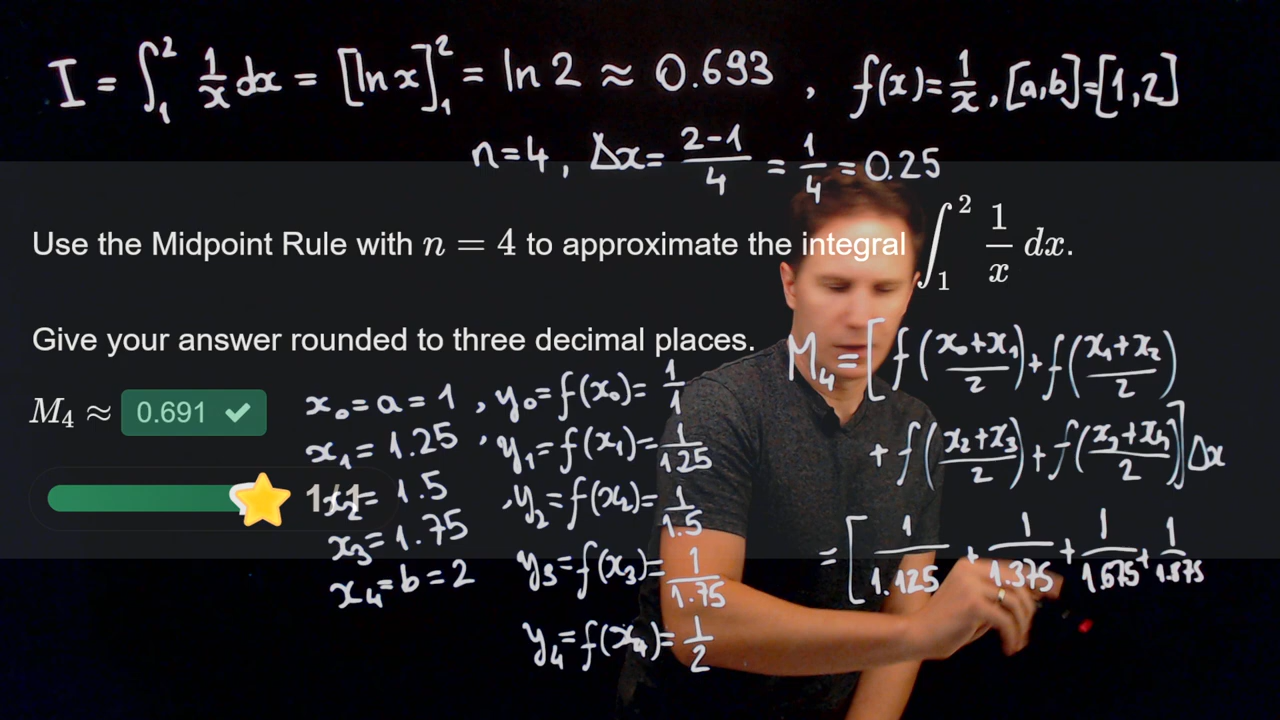 I = ∫₁² 1/x dx = [ln x]₁² = ln 2 ≈ 0.693 , f(x)=1/x, [a,b]=[1,2]
n=4, Δx= (2-1)/4 = 1/4 = 0.25
Use the Midpoint Rule with n = 4 to approximate the integral ∫₁² 1/x dx.
Give your answer rounded to three decimal places.
M₄ ≈ 0.691 ✔
1/1
x₀=a=1 , y₀=f(x₀)= 1/1
x₁=1.25 , y₁=f(x₁)= 1/1.25
x₂= 1.5 , y₂=f(x₂)= 1/1.5
x₃=1.75 y₃=f(x₃)= 1/1.75
x₄=b=2
y₄=f(x₄)= 1/2
M₄ = [f((x₀+x₁)/2)+f((x₁+x₂)/2)
+ f((x₂+x₃)/2)+f((x₃+x₄)/2)]Δx
= [1/1.125 + 1/1.375 + 1/1.675 + 1/1.875